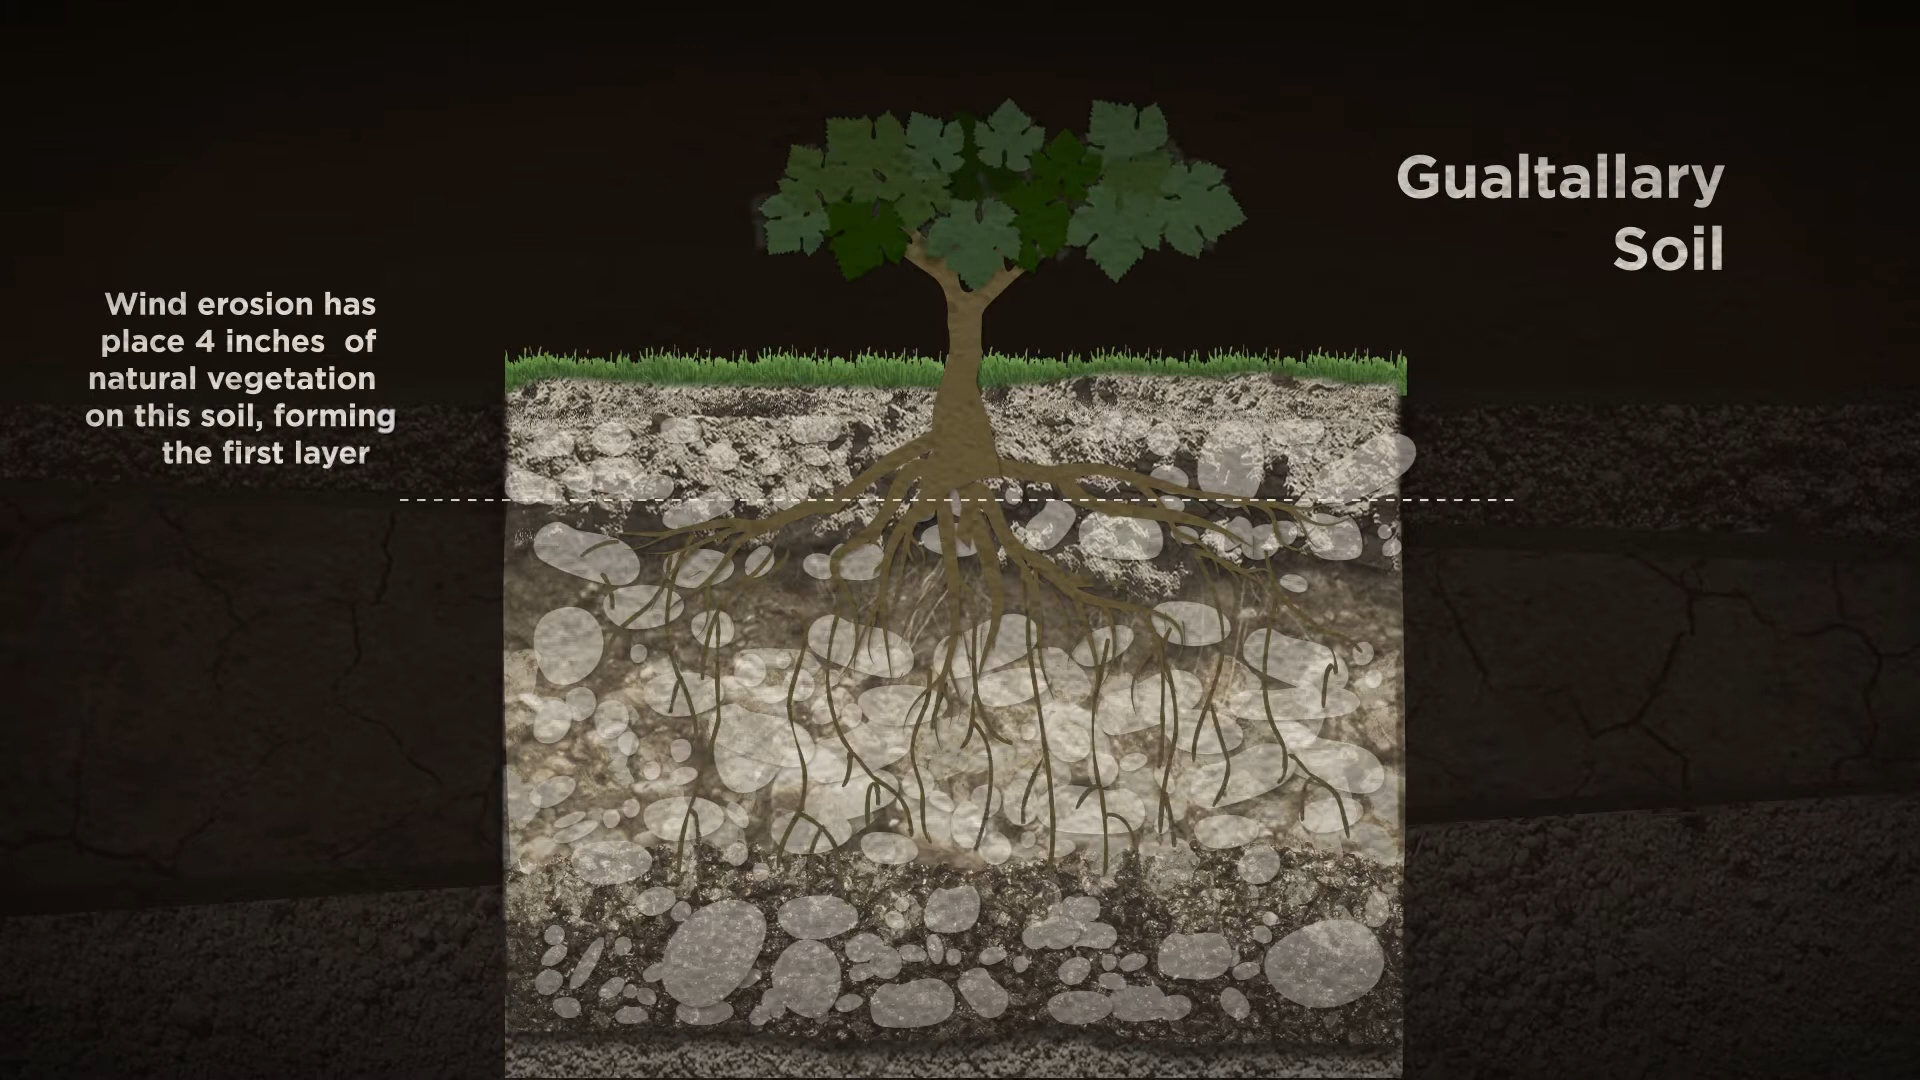 Gualtallary
Soil
Wind erosion has
place 4 inches  of
natural vegetation
on this soil, forming
the first layer